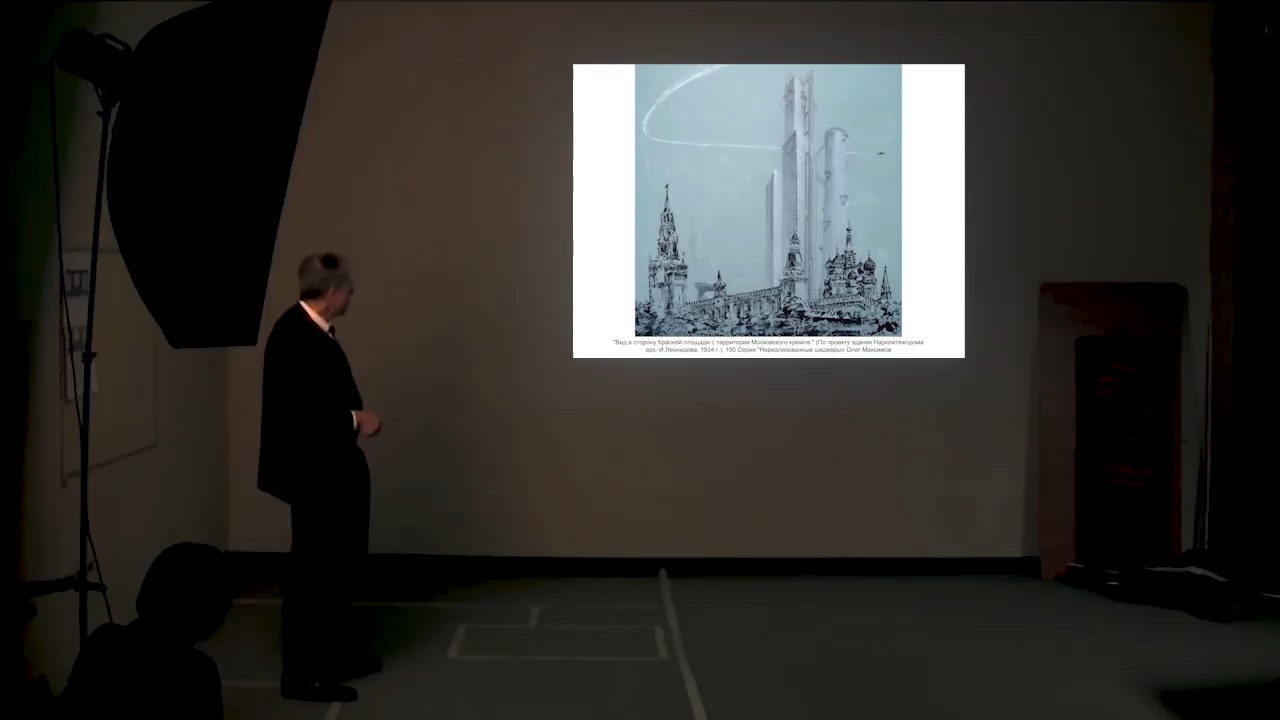 "Вид в сторону Красной площади с территории Московского кремля." (По проекту здания Наркомтяжпрома
арх. И.Леонидова. 1934 г.). 100 Серия "Нереализованные шедевры» Олег Максимов